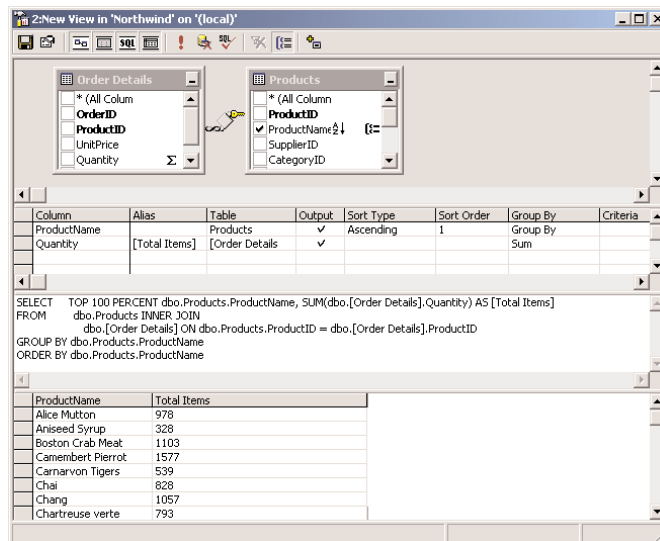 2:New View in 'Northwind' on '(local)'
SQL
SQL
Order Details
* (All Colum
OrderID
ProductID
UnitPrice
Quantity Σ
Products
* (All Column
ProductID
ProductName
SupplierID
CategoryID
Column Alias Table Output Sort Type Sort Order Group By Criteria
ProductName Products Ascending 1 Group By
Quantity [Total Items] [Order Details Sum
SELECT TOP 100 PERCENT dbo.Products.ProductName, SUM(dbo.[Order Details].Quantity) AS [Total Items]
FROM dbo.Products INNER JOIN
dbo.[Order Details] ON dbo.Products.ProductID = dbo.[Order Details].ProductID
GROUP BY dbo.Products.ProductName
ORDER BY dbo.Products.ProductName
ProductName Total Items
Alice Mutton 978
Aniseed Syrup 328
Boston Crab Meat 1103
Camembert Pierrot 1577
Carnarvon Tigers 539
Chai 828
Chang 1057
Chartreuse verte 793